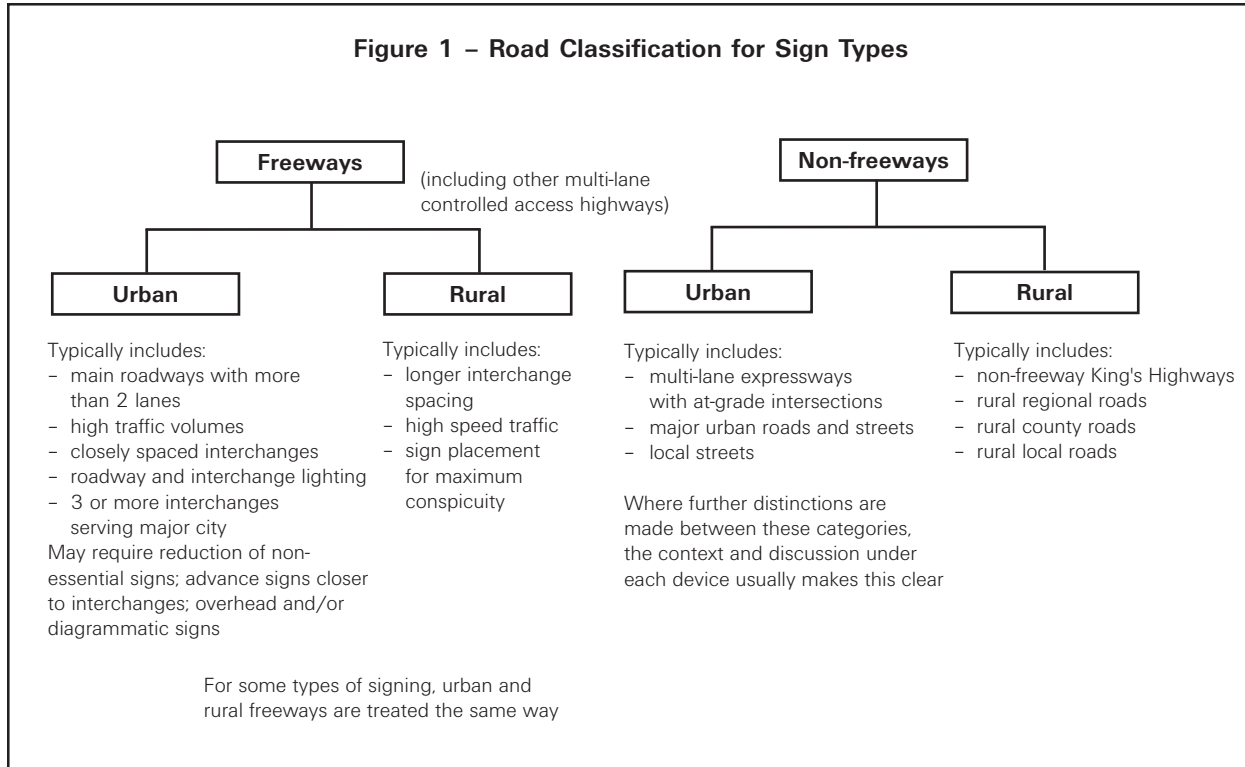 Figure 1 – Road Classification for Sign Types
Freeways
(including other multi-lane
controlled access highways)
Urban
Typically includes:
– main roadways with more
than 2 lanes
– high traffic volumes
– closely spaced interchanges
– roadway and interchange lighting
– 3 or more interchanges
serving major city
May require reduction of non-
essential signs; advance signs closer
to interchanges; overhead and/or
diagrammatic signs
Rural
Typically includes:
– longer interchange
spacing
– high speed traffic
– sign placement
for maximum
conspicuity
For some types of signing, urban and
rural freeways are treated the same way
Non-freeways
Urban
Typically includes:
– multi-lane expressways
with at-grade intersections
– major urban roads and streets
– local streets
Where further distinctions are
made between these categories,
the context and discussion under
each device usually makes this clear
Rural
Typically includes:
– non-freeway King's Highways
– rural regional roads
– rural county roads
– rural local roads